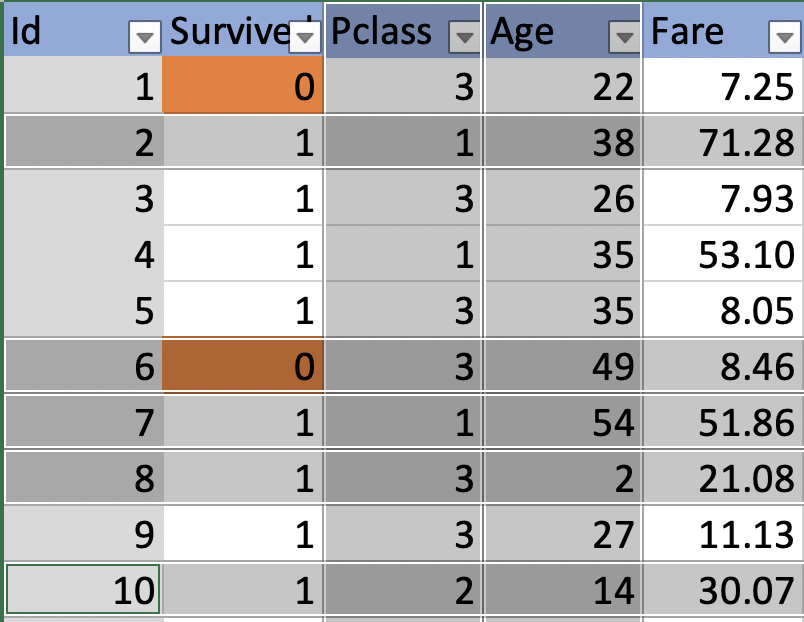 Id Survived Pclass Age Fare
1 0 3 22 7.25
2 1 1 38 71.28
3 1 3 26 7.93
4 1 1 35 53.10
5 1 3 35 8.05
6 0 3 49 8.46
7 1 1 54 51.86
8 1 3 2 21.08
9 1 3 27 11.13
10 1 2 14 30.07